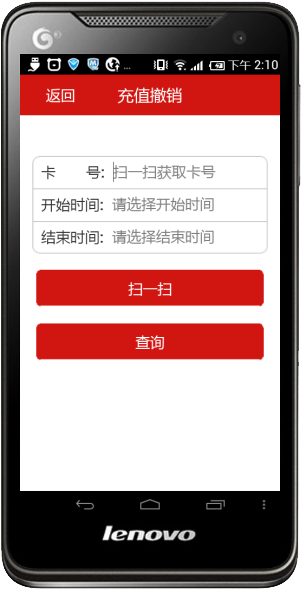 下午 2:10
返回 充值撤销
卡 号: 扫一扫获取卡号
开始时间: 请选择开始时间
结束时间: 请选择结束时间
扫一扫
查询
lenovo